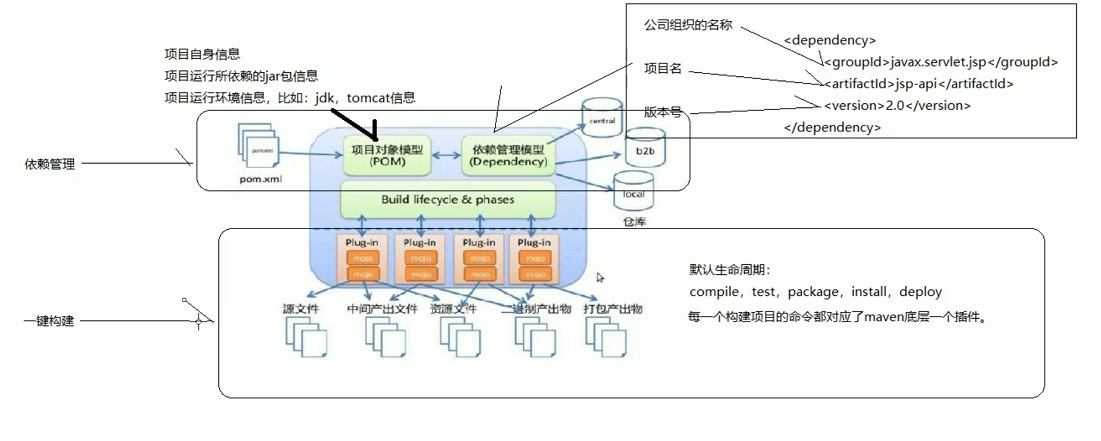 项目自身信息
项目运行所依赖的jar包信息
项目运行环境信息，比如：jdk，tomcat信息
公司组织的名称
<dependency>
<groupId>javax.servlet.jsp</groupId>
项目名
<artifactId>jsp-api</artifactId>
版本号
<version>2.0</version>
</dependency>
依赖管理
pom.xml
pom.xml
项目对象模型
(POM)
依赖管理模型
(Dependency)
central
b2b
local
仓库
Build lifecycle & phases
Plug-in
mojo
mojo
Plug-in
mojo
mojo
Plug-in
mojo
mojo
Plug-in
mojo
mojo
一键构建
源文件
中间产出文件
资源文件
二进制产出物
打包产出物
默认生命周期：
compile，test，package，install，deploy
每一个构建项目的命令都对应了maven底层一个插件。